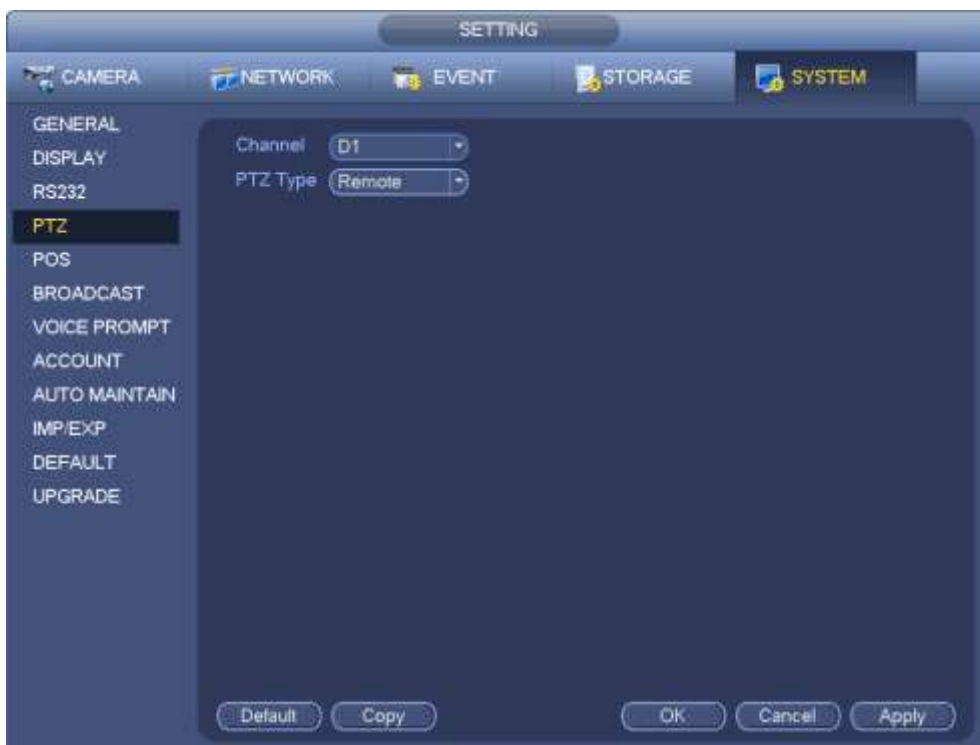 SETTING
CAMERA NETWORK EVENT STORAGE SYSTEM
GENERAL
DISPLAY
RS232
PTZ
POS
BROADCAST
VOICE PROMPT
ACCOUNT
AUTO MAINTAIN
IMP/EXP
DEFAULT
UPGRADE
Channel D1
PTZ Type Remote
Default Copy OK Cancel Apply